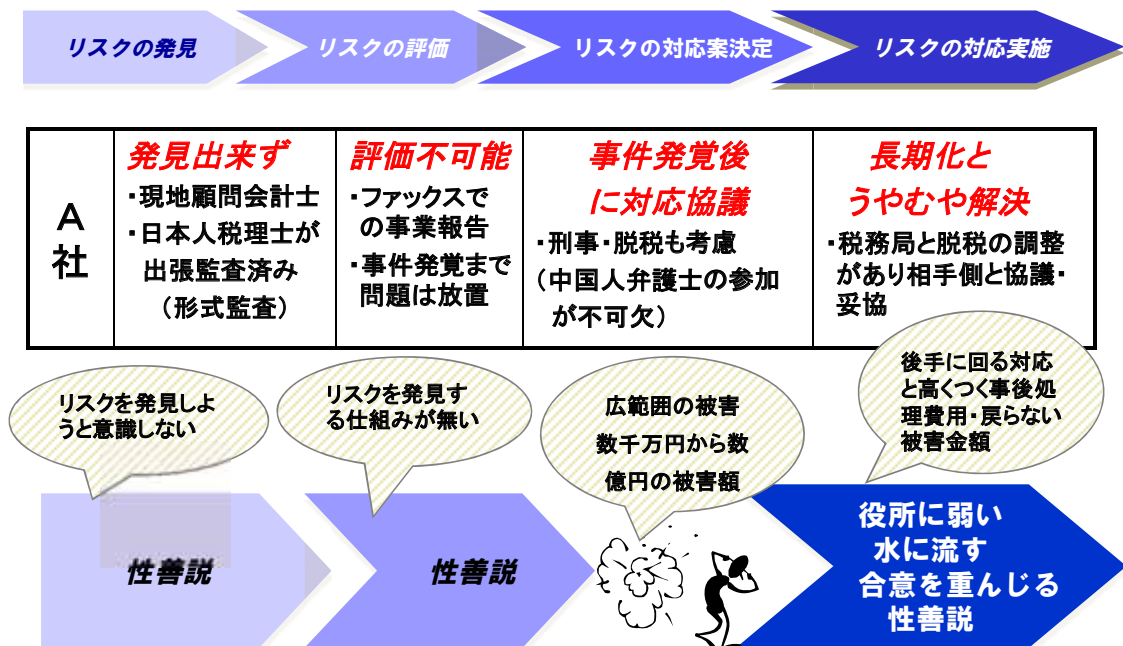 リスクの発見
リスクの評価
リスクの対応案決定
リスクの対応実施
A
社
発見出来ず
・現地顧問会計士
・日本人税理士が
出張監査済み
（形式監査）
評価不可能
・ファックスで
の事業報告
・事件発覚まで
問題は放置
事件発覚後
に対応協議
・刑事・脱税も考慮
（中国人弁護士の参加
が不可欠）
長期化と
うやむや解決
・税務局と脱税の調整
があり相手側と協議・
妥協
リスクを発見しよ
うと意識しない
リスクを発見す
る仕組みが無い
広範囲の被害
数千万円から数
億円の被害額
後手に回る対応
と高くつく事後処
理費用・戻らない
被害金額
性善説
性善説
役所に弱い
水に流す
合意を重んじる
性善説